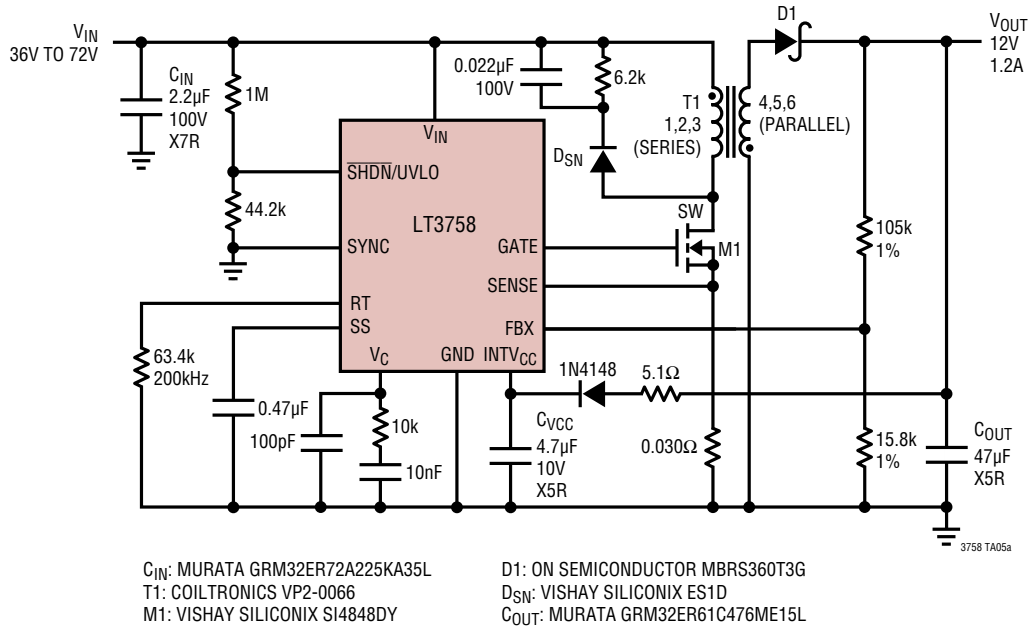 VIN
36V TO 72V
CIN
2.2µF
100V
X7R
1M
44.2k
0.022µF
100V
6.2k
DSN
T1
1,2,3
(SERIES)
4,5,6
(PARALLEL)
D1
VOUT
12V
1.2A
VIN
SHDN/UVLO
LT3758
SYNC
GATE
SENSE
RT
SS
FBX
VC
GND
INTVCC
SW
M1
105k
1%
63.4k
200kHz
0.47µF
100pF
10k
10nF
1N4148
5.1Ω
CVCC
4.7µF
10V
X5R
0.030Ω
15.8k
1%
COUT
47µF
X5R
3758 TA05a
CIN: MURATA GRM32ER72A225KA35L
T1: COILTRONICS VP2-0066
M1: VISHAY SILICONIX SI4848DY
D1: ON SEMICONDUCTOR MBRS360T3G
DSN: VISHAY SILICONIX ES1D
COUT: MURATA GRM32ER61C476ME15L